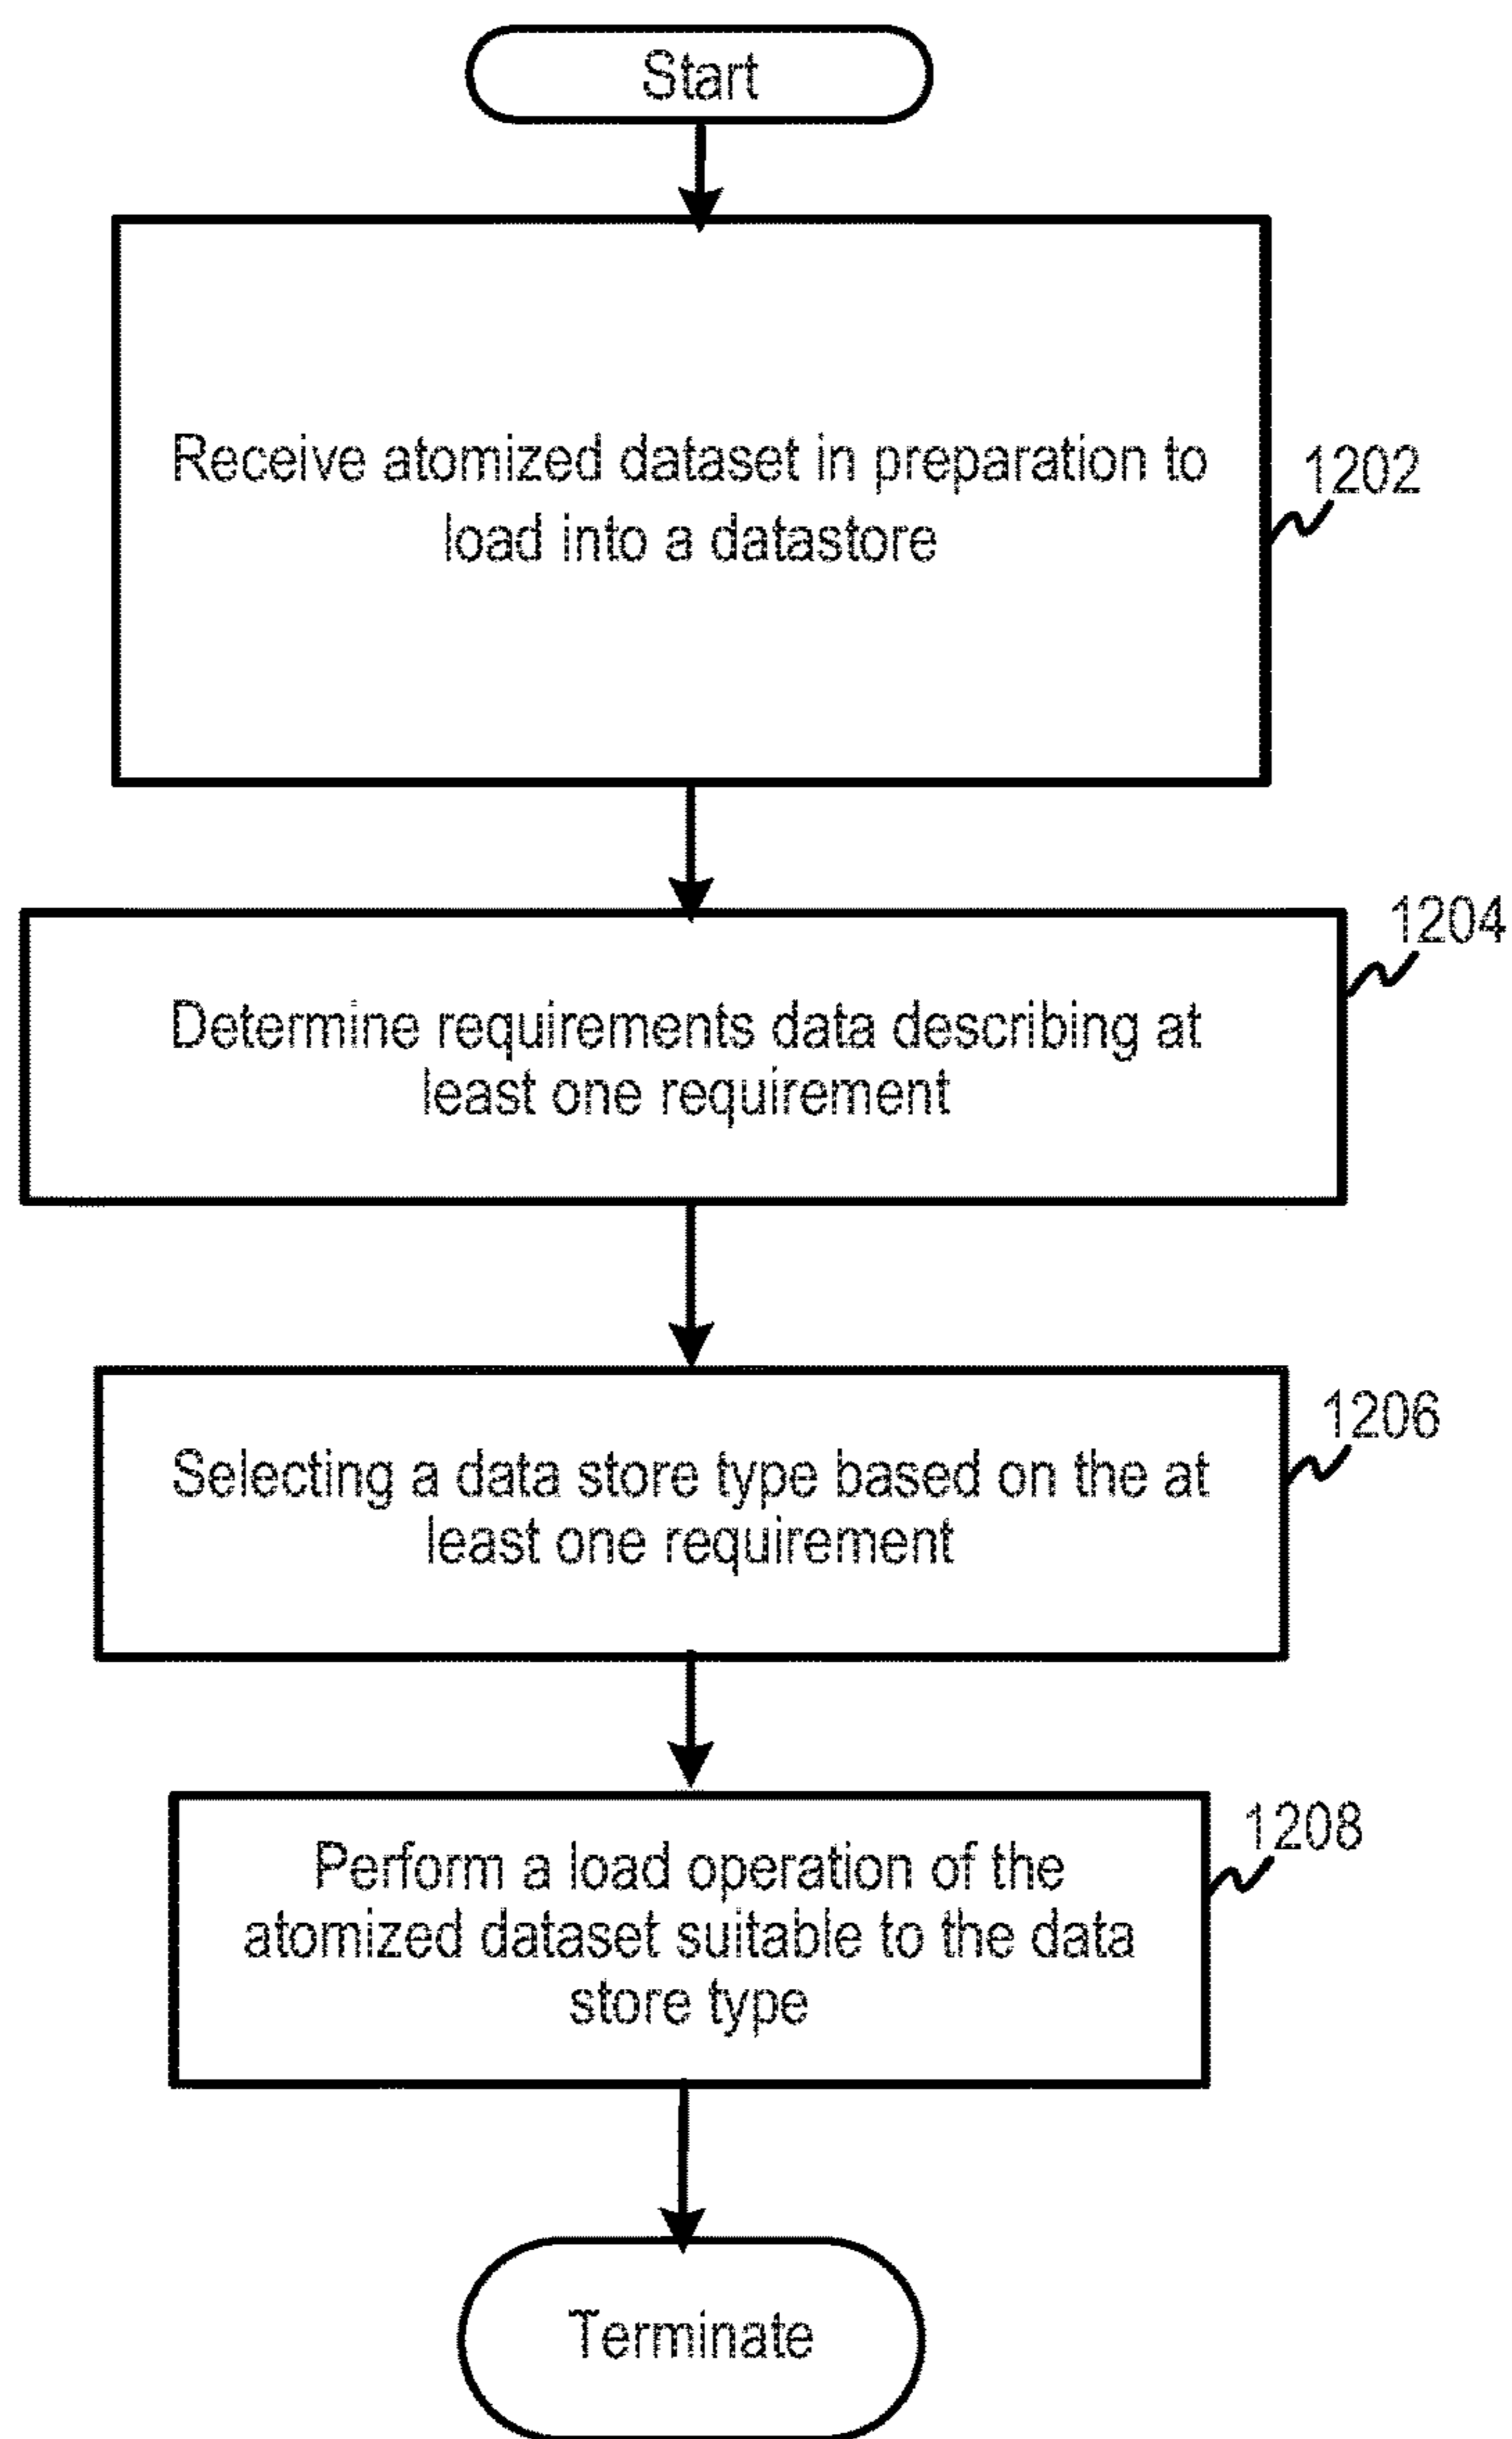 Start
Receive atomized dataset in preparation to
load into a datastore
1202
Determine requirements data describing at
least one requirement
1204
Selecting a data store type based on the at
least one requirement
1206
Perform a load operation of the
atomized dataset suitable to the data
store type
1208
Terminate